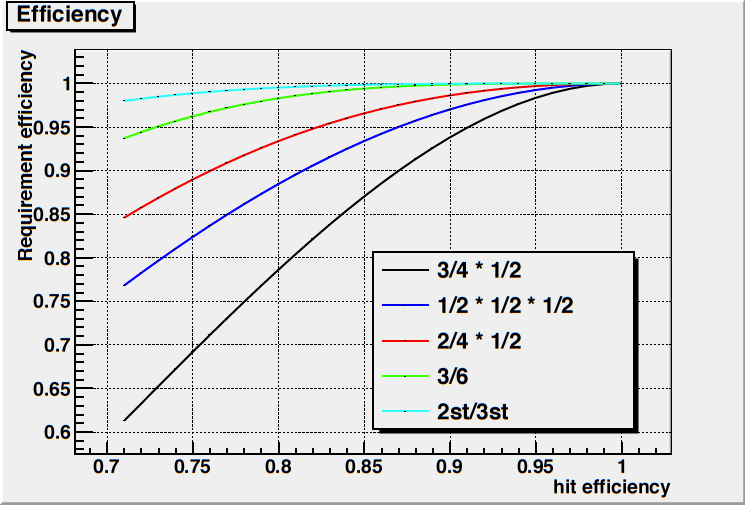 Efficiency
Requirement efficiency
1
0.95
0.9
0.85
0.8
0.75
0.7
0.65
0.6
3/4 * 1/2
1/2 * 1/2 * 1/2
2/4 * 1/2
3/6
2st/3st
0.7 0.75 0.8 0.85 0.9 0.95 1
hit efficiency